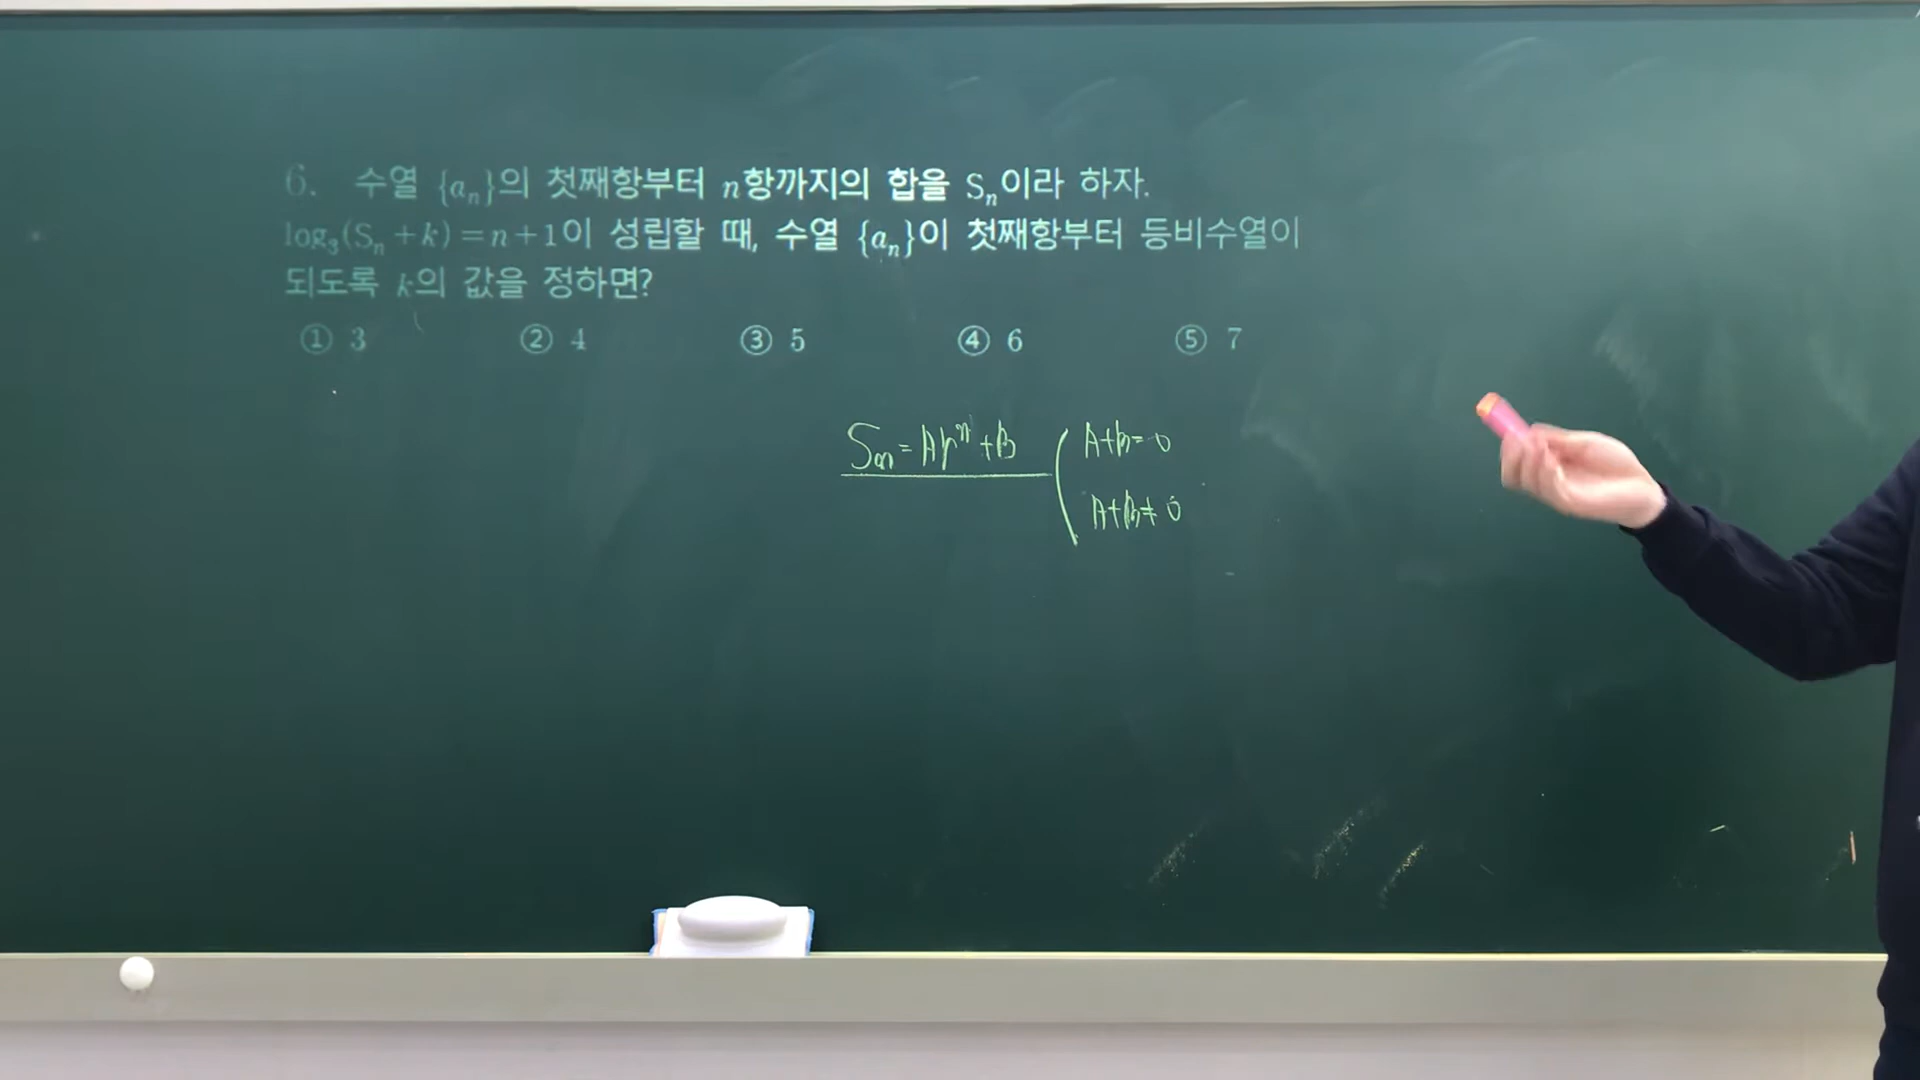 6. 수열 {aₙ}의 첫째항부터 n항까지의 합을 Sₙ이라 하자.
log₃(Sₙ+k)=n+1이 성립할 때, 수열 {aₙ}이 첫째항부터 등비수열이
되도록 k의 값을 정하면?
① 3 ② 4 ③ 5 ④ 6 ⑤ 7
Sₙ=Arⁿ+B ( A+B=0
A+B≠0